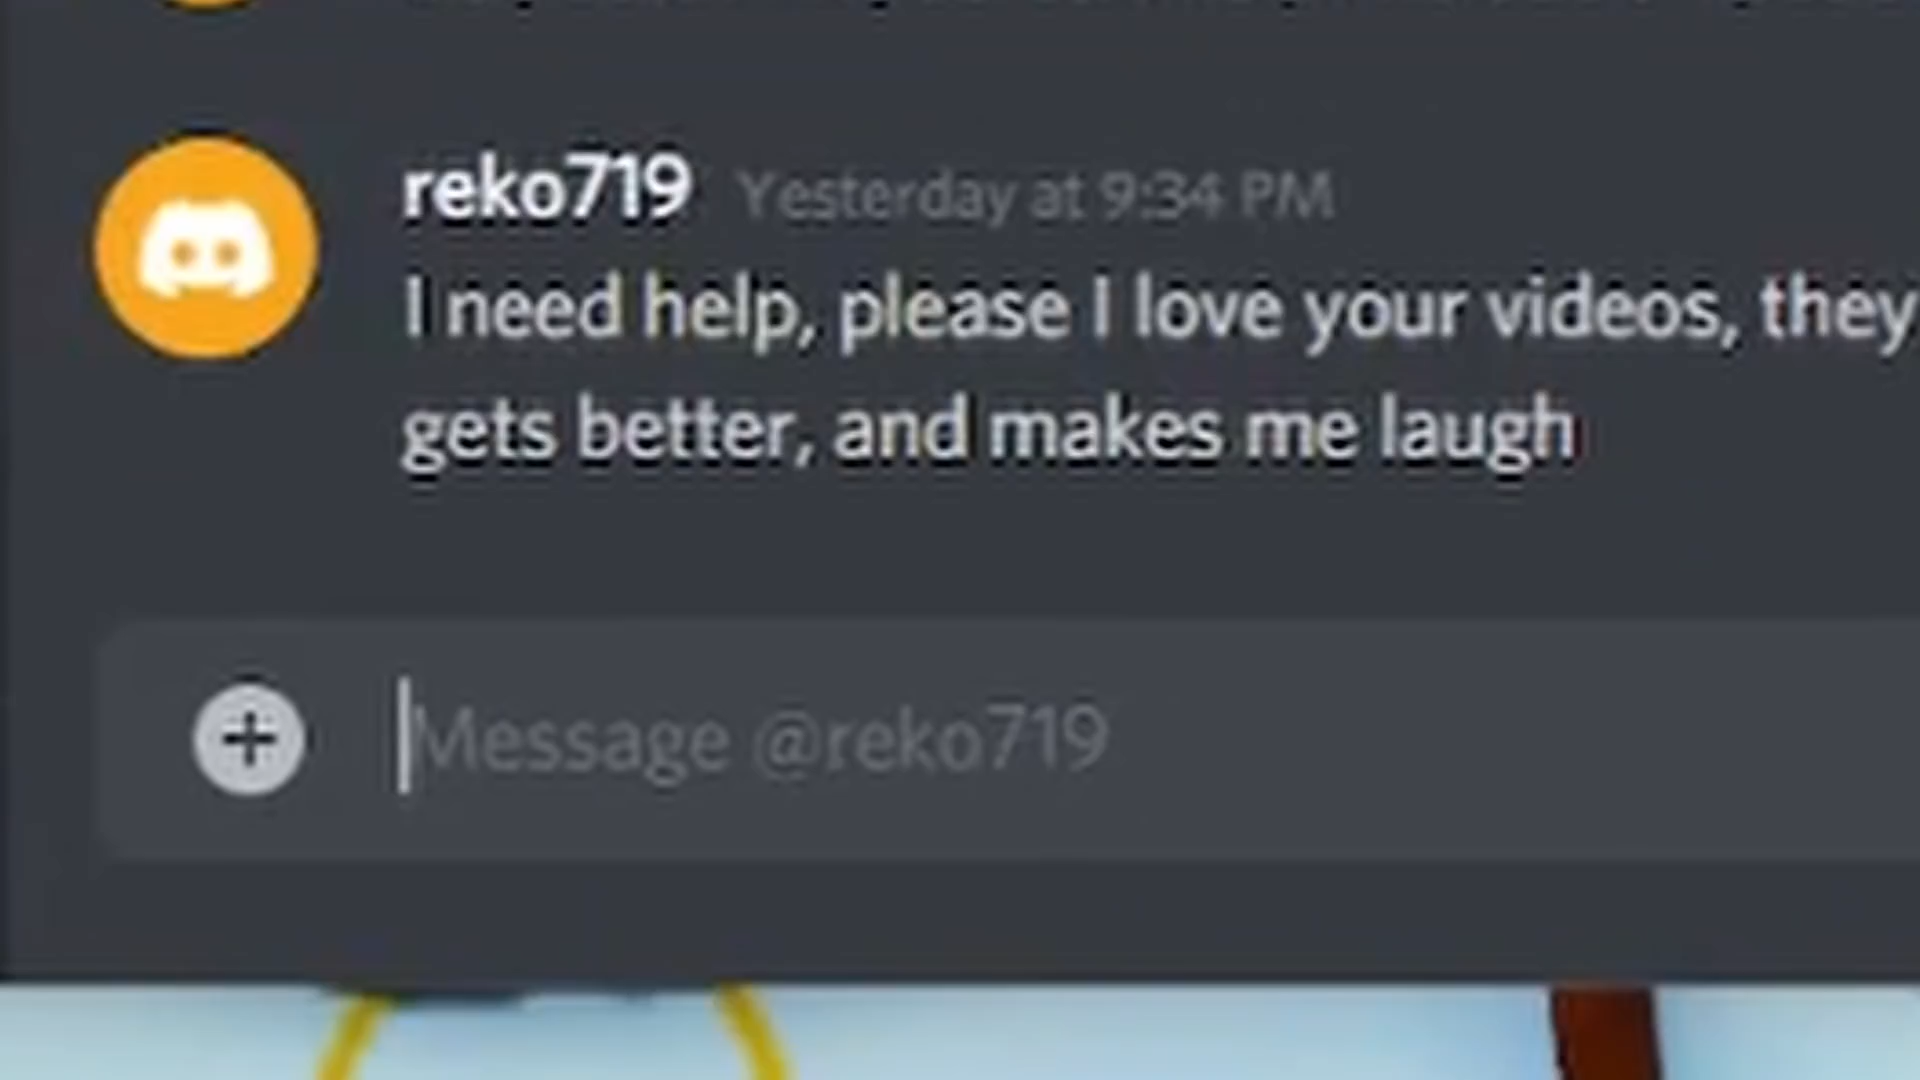 reko719 Yesterday at 9:34 PM
I need help, please I love your videos, they
gets better, and makes me laugh
Message @reko719